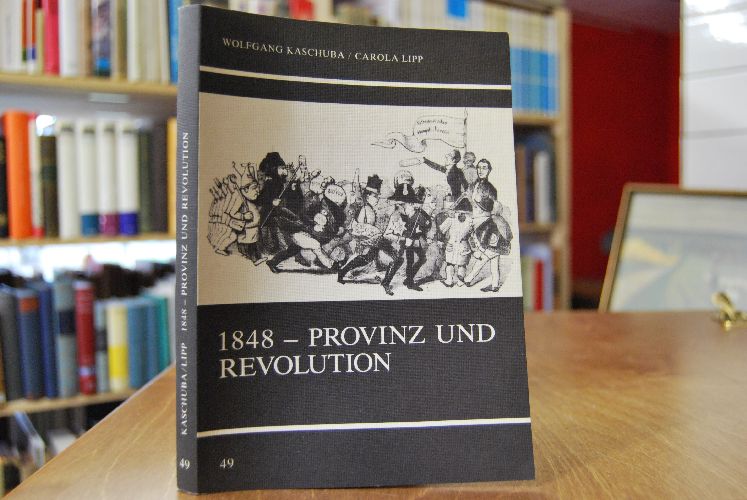 WOLFGANG KASCHUBA / CAROLA LIPP
1848 – PROVINZ UND
REVOLUTION
49
KASCHUBA/LIPP 1848 – PROVINZ UND REVOLUTION
49